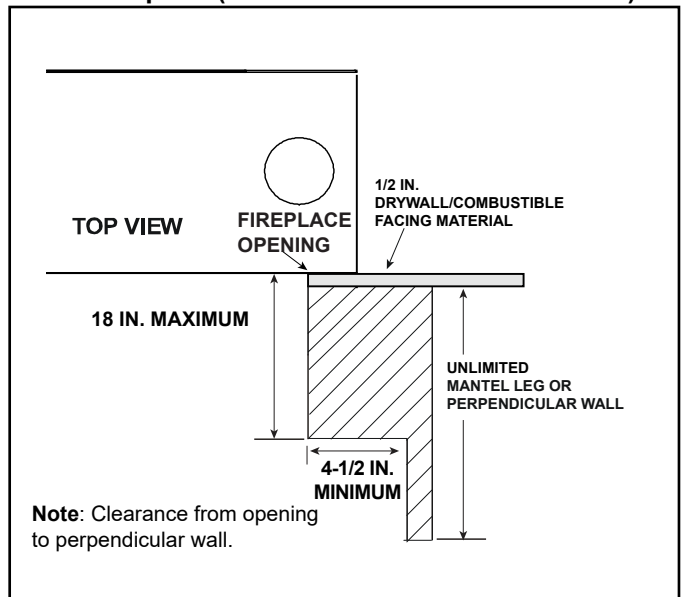 1/2 IN.
DRYWALL/COMBUSTIBLE
FACING MATERIAL
TOP VIEW
FIREPLACE
OPENING
18 IN. MAXIMUM
UNLIMITED
MANTEL LEG OR
PERPENDICULAR WALL
4-1/2 IN.
MINIMUM
Note: Clearance from opening
to perpendicular wall.